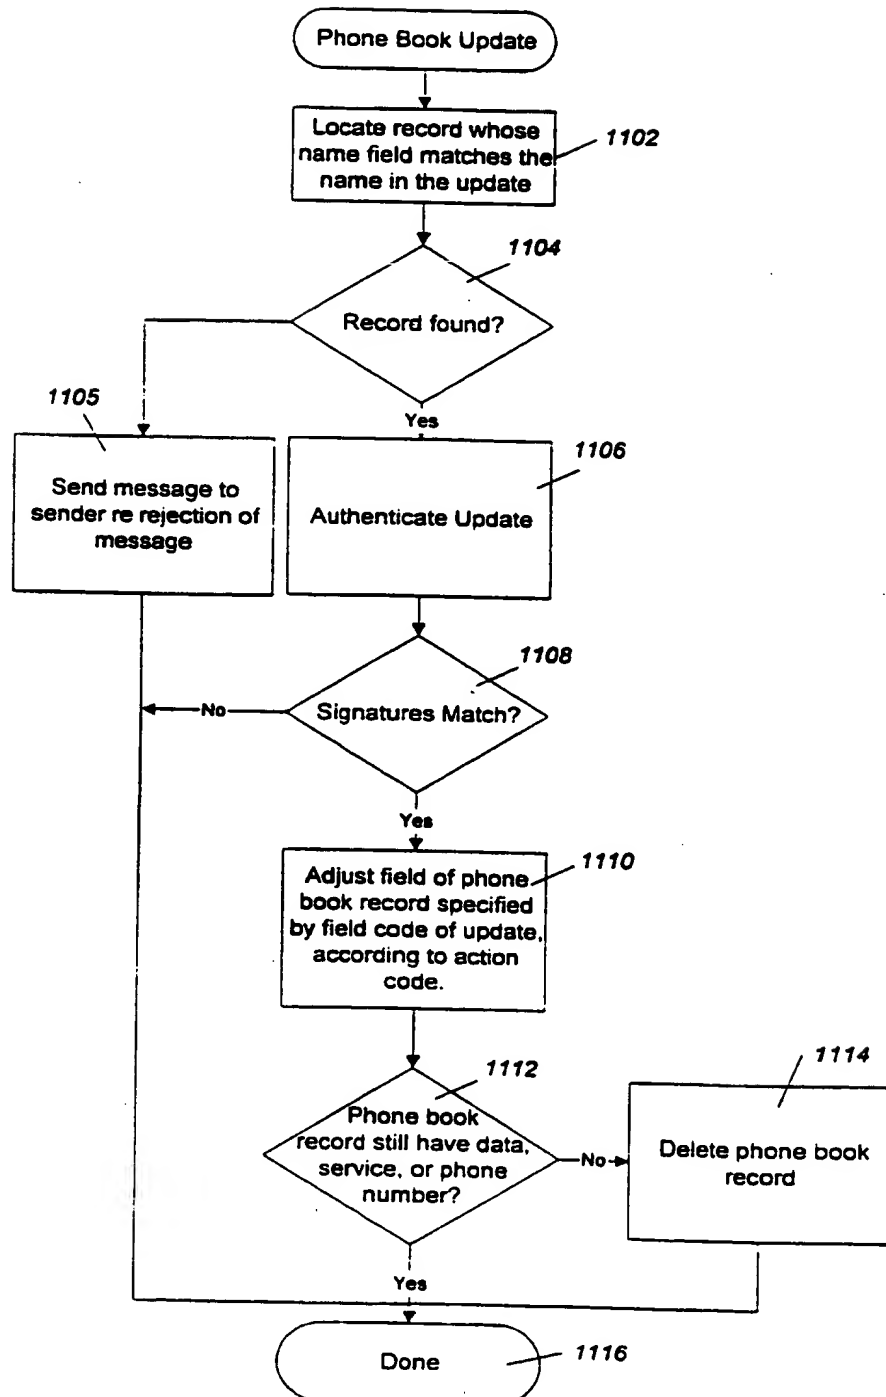 Phone Book Update
Locate record whose
name field matches the
name in the update
1102
1104
Record found?
1105
Yes
1106
Send message to
sender re rejection of
message
Authenticate Update
1108
Signatures Match?
No
Yes
Adjust field of phone
book record specified
by field code of update,
according to action
code.
1110
1112
1114
Phone book
record still have data,
service, or phone
number?
No
Delete phone book
record
Yes
Done
1116